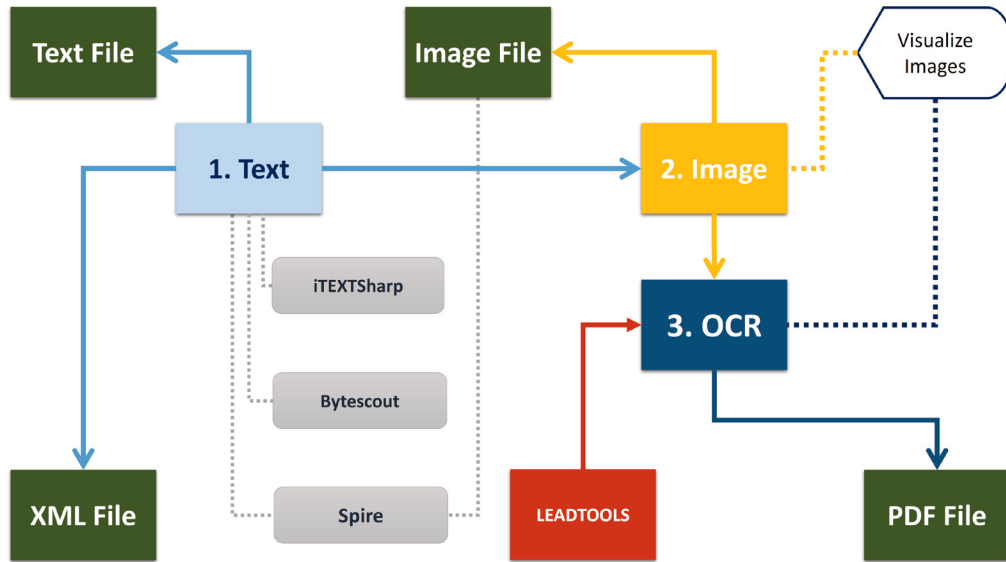 Text File
Image File
Visualize
Images
1. Text
2. Image
iTEXTSharp
3. OCR
Bytescout
XML File
Spire
LEADTOOLS
PDF File